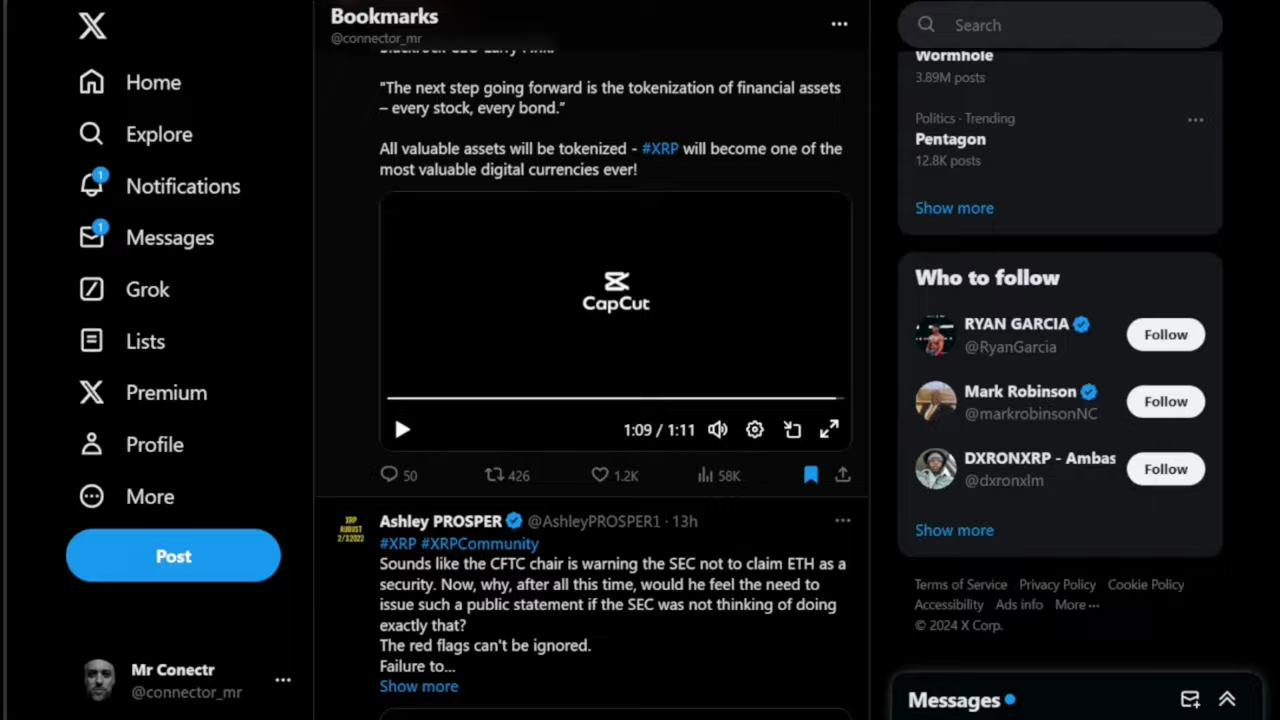 Home
Explore
1
Notifications
1
Messages
Grok
Lists
Premium
Profile
More
Post
Mr Conectr
@connector_mr
Bookmarks
@connector_mr
"The next step going forward is the tokenization of financial assets
– every stock, every bond.”
All valuable assets will be tokenized - #XRP will become one of the
most valuable digital currencies ever!
CapCut
1:09 / 1:11
50
426
1.2K
58K
XRP
AUGUST
2/32022
Ashley PROSPER @AshleyPROSPER1 · 13h
#XRP #XRPCommunity
Sounds like the CFTC chair is warning the SEC not to claim ETH as a
security. Now, why, after all this time, would he feel the need to
issue such a public statement if the SEC was not thinking of doing
exactly that?
The red flags can't be ignored.
Failure to...
Show more
Search
Wormhole
3.89M posts
Politics · Trending
Pentagon
12.8K posts
Show more
Who to follow
RYAN GARCIA
@RyanGarcia
Follow
Mark Robinson
@markrobinsonNC
Follow
DXRONXRP - Ambas
@dxronxlm
Follow
Show more
Terms of Service Privacy Policy Cookie Policy
Accessibility Ads info More ···
© 2024 X Corp.
Messages